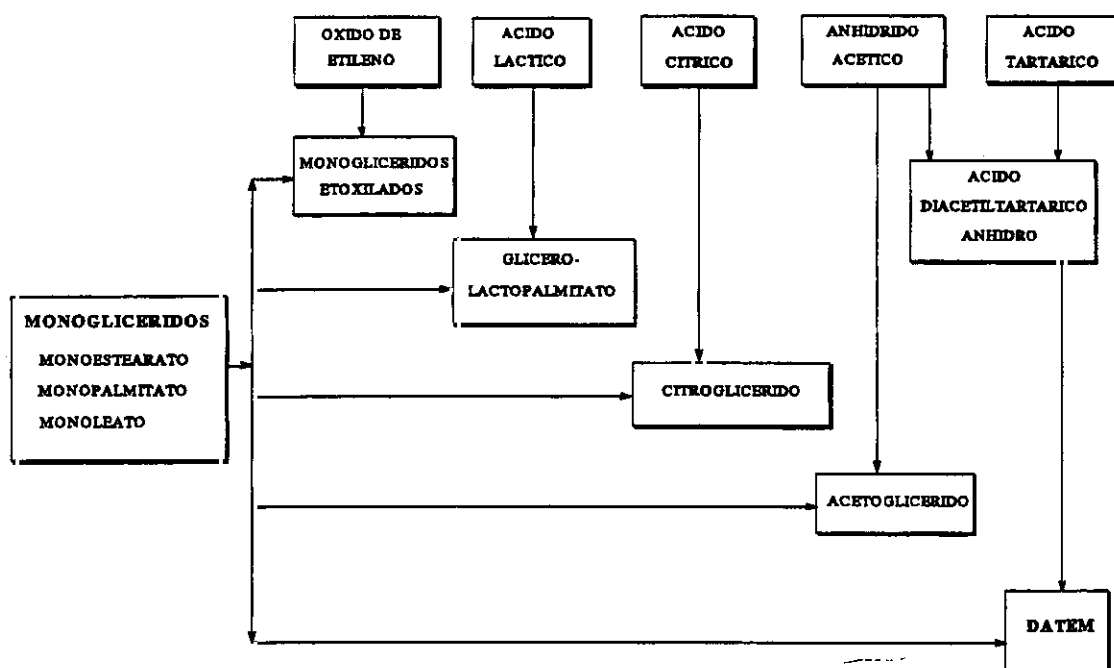 OXIDO DE
ETILENO
ACIDO
LACTICO
ACIDO
CITRICO
ANHIDRIDO
ACETICO
ACIDO
TARTARICO
MONOGLICERIDOS
ETOXILADOS
ACIDO
DIACETILTARTARICO
ANHIDRO
GLICERO-
LACTOPALMITATO
MONOGLICERIDOS
MONOESTEARATO
MONOPALMITATO
MONOLEATO
CITROGLICERIDO
ACETOGLICERIDO
DATEM